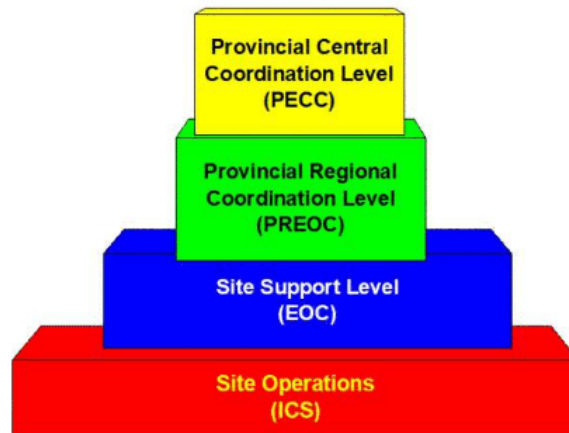 Provincial Central
Coordination Level
(PECC)
Provincial Regional
Coordination Level
(PREOC)
Site Support Level
(EOC)
Site Operations
(ICS)